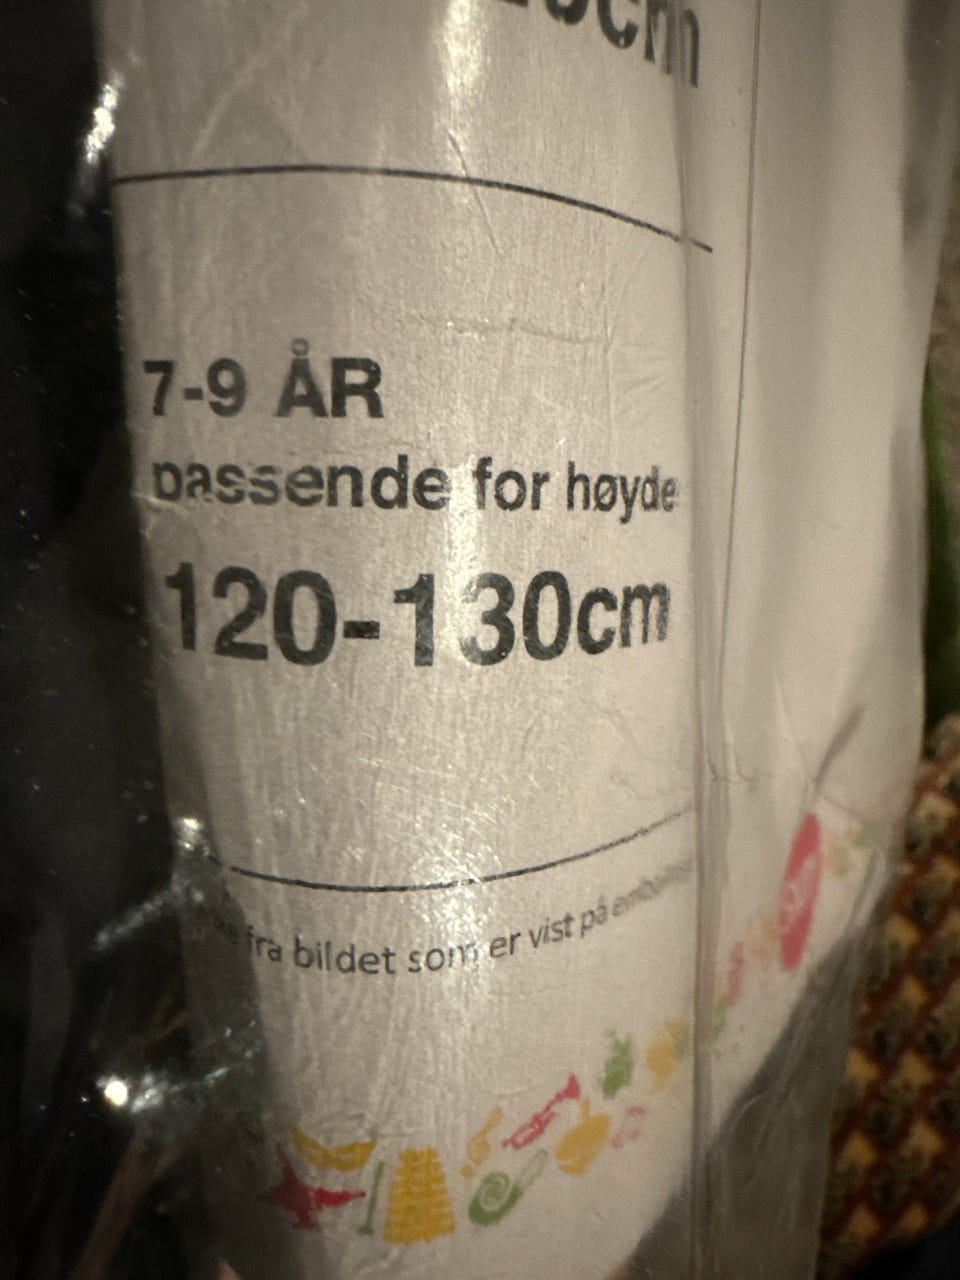 7-9 ÅR
passende for høyde
120-130cm
fra bildet som er vist på